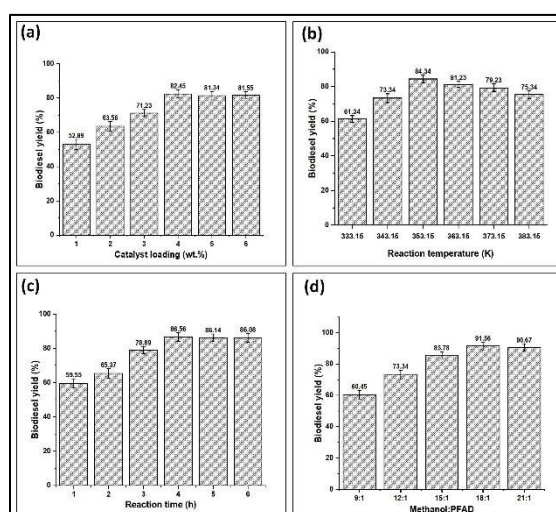 (a)
Biodiesel yield (%)
100
80
60
40
20
0
52,89
63,56
71,23
82,45
81,34
81,55
1 2 3 4 5 6
Catalyst loading (wt.%)
(b)
Biodiesel yield (%)
100
80
60
40
20
0
61,34
73,34
84,34
81,23
79,23
75,34
333.15 343.15 353.15 363.15 373.15 383.15
Reaction temperature (K)
(c)
Biodiesel yield (%)
100
80
60
40
20
0
59,55
65,37
78,89
86,56
86,14
86,08
1 2 3 4 5 6
Reaction time (h)
(d)
Biodiesel yield (%)
100
80
60
40
20
0
60,45
73,34
85,78
91,56
90,67
9:1 12:1 15:1 18:1 21:1
Methanol:PFAD